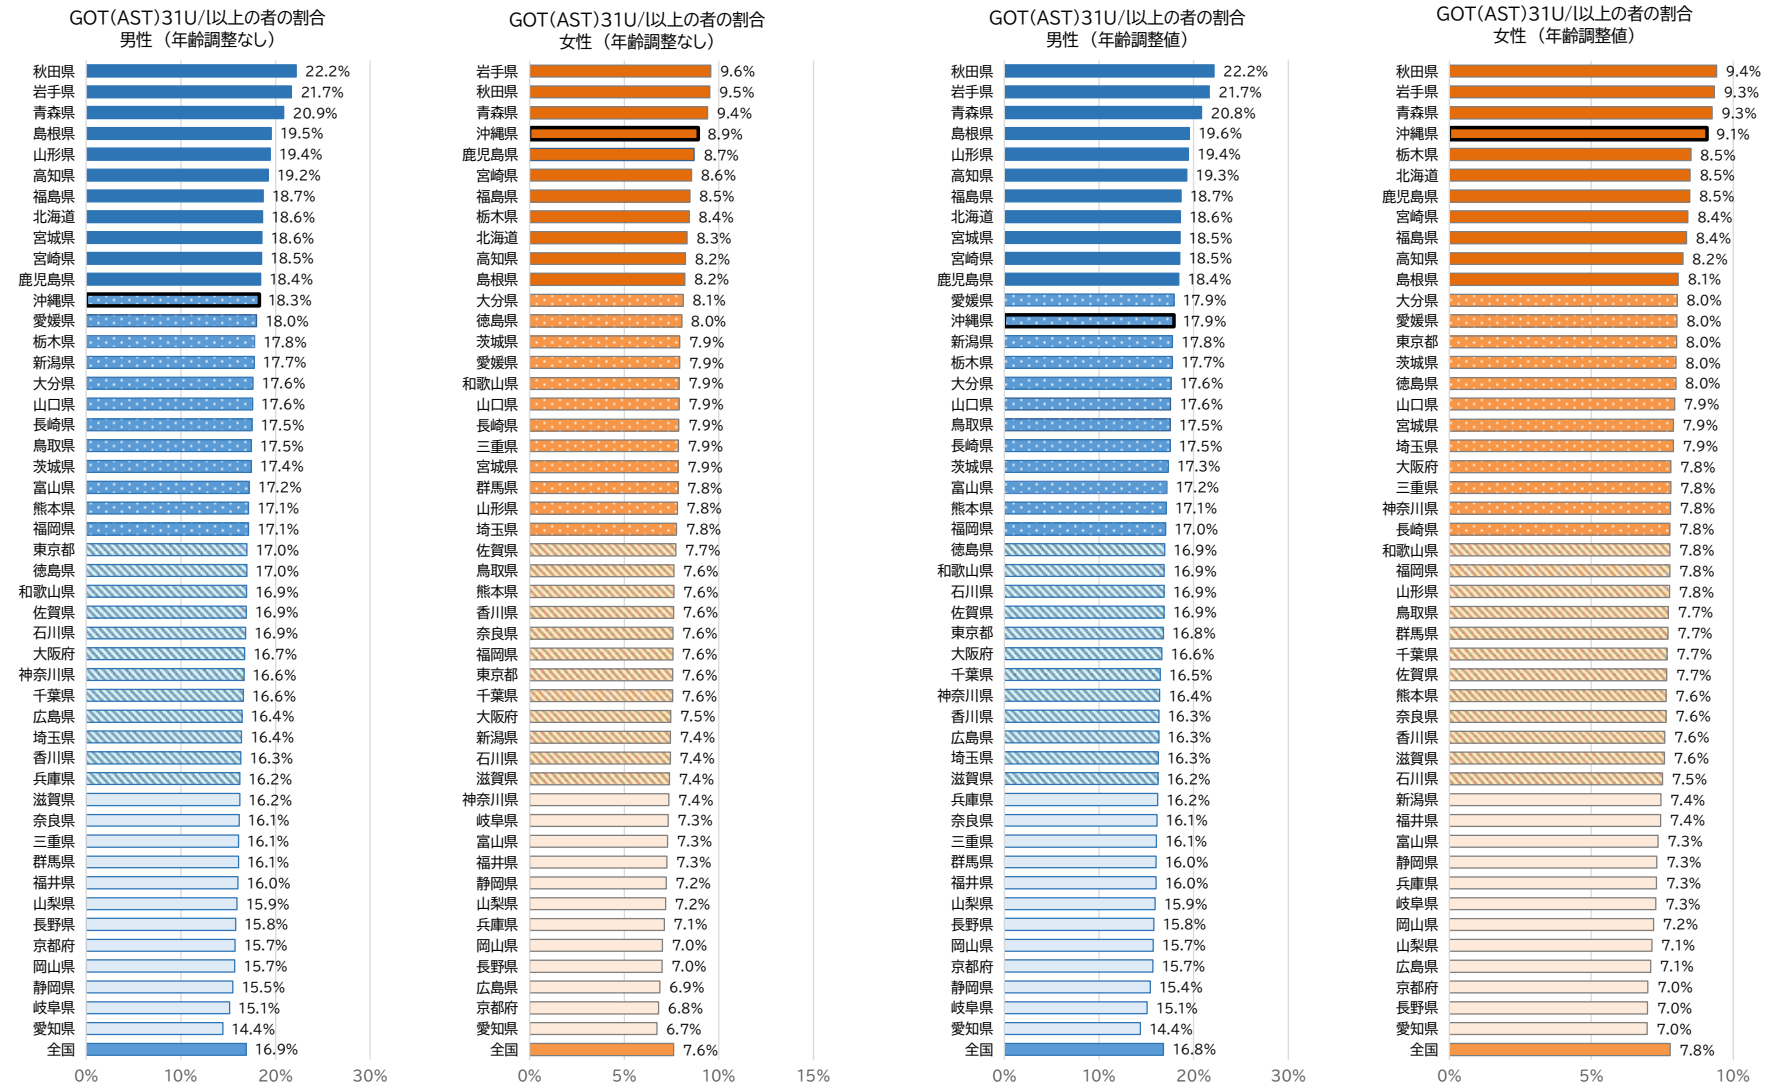 GOT(AST)31U/l以上の者の割合
男性 (年齢調整なし)
秋田県 22.2%
岩手県 21.7%
青森県 20.9%
島根県 19.5%
山形県 19.4%
高知県 19.2%
福島県 18.7%
北海道 18.6%
宮城県 18.6%
宮崎県 18.5%
鹿児島県 18.4%
沖縄県 18.3%
愛媛県 18.0%
栃木県 17.8%
新潟県 17.7%
大分県 17.6%
山口県 17.6%
長崎県 17.5%
鳥取県 17.5%
茨城県 17.4%
富山県 17.2%
熊本県 17.1%
福岡県 17.1%
東京都 17.0%
徳島県 17.0%
和歌山県 16.9%
佐賀県 16.9%
石川県 16.9%
大阪府 16.7%
神奈川県 16.6%
千葉県 16.6%
広島県 16.4%
埼玉県 16.4%
香川県 16.3%
兵庫県 16.2%
滋賀県 16.2%
奈良県 16.1%
三重県 16.1%
群馬県 16.1%
福井県 16.0%
山梨県 15.9%
長野県 15.8%
京都府 15.7%
岡山県 15.7%
静岡県 15.5%
岐阜県 15.1%
愛知県 14.4%
全国 16.9%
0% 10% 20% 30%
GOT(AST)31U/l以上の者の割合
女性 (年齢調整なし)
岩手県 9.6%
秋田県 9.5%
青森県 9.4%
沖縄県 8.9%
鹿児島県 8.7%
宮崎県 8.6%
福島県 8.5%
栃木県 8.4%
北海道 8.3%
高知県 8.2%
島根県 8.2%
大分県 8.1%
徳島県 8.0%
茨城県 7.9%
愛媛県 7.9%
和歌山県 7.9%
山口県 7.9%
長崎県 7.9%
三重県 7.9%
宮城県 7.9%
群馬県 7.8%
山形県 7.8%
埼玉県 7.8%
佐賀県 7.7%
鳥取県 7.6%
熊本県 7.6%
香川県 7.6%
奈良県 7.6%
福岡県 7.6%
東京都 7.6%
千葉県 7.6%
大阪府 7.5%
新潟県 7.4%
石川県 7.4%
滋賀県 7.4%
神奈川県 7.4%
岐阜県 7.3%
富山県 7.3%
福井県 7.3%
静岡県 7.2%
山梨県 7.2%
兵庫県 7.1%
岡山県 7.0%
長野県 7.0%
広島県 6.9%
京都府 6.8%
愛知県 6.7%
全国 7.6%
0% 5% 10% 15%
GOT(AST)31U/l以上の者の割合
男性 (年齢調整値)
秋田県 22.2%
岩手県 21.7%
青森県 20.8%
島根県 19.6%
山形県 19.4%
高知県 19.3%
福島県 18.7%
北海道 18.6%
宮城県 18.5%
宮崎県 18.5%
鹿児島県 18.4%
愛媛県 17.9%
沖縄県 17.9%
新潟県 17.8%
栃木県 17.7%
大分県 17.6%
山口県 17.6%
鳥取県 17.5%
長崎県 17.5%
茨城県 17.3%
富山県 17.2%
熊本県 17.1%
福岡県 17.0%
徳島県 16.9%
和歌山県 16.9%
石川県 16.9%
佐賀県 16.9%
東京都 16.8%
大阪府 16.6%
千葉県 16.5%
神奈川県 16.4%
香川県 16.3%
広島県 16.3%
埼玉県 16.3%
滋賀県 16.2%
兵庫県 16.2%
奈良県 16.1%
三重県 16.1%
群馬県 16.0%
福井県 16.0%
山梨県 15.9%
長野県 15.8%
岡山県 15.7%
京都府 15.7%
静岡県 15.4%
岐阜県 15.1%
愛知県 14.4%
全国 16.8%
0% 10% 20% 30%
GOT(AST)31U/l以上の者の割合
女性 (年齢調整値)
秋田県 9.4%
岩手県 9.3%
青森県 9.3%
沖縄県 9.1%
栃木県 8.5%
北海道 8.5%
鹿児島県 8.5%
宮崎県 8.4%
福島県 8.4%
高知県 8.2%
島根県 8.1%
大分県 8.0%
愛媛県 8.0%
東京都 8.0%
茨城県 8.0%
徳島県 8.0%
山口県 7.9%
宮城県 7.9%
埼玉県 7.9%
大阪府 7.8%
三重県 7.8%
神奈川県 7.8%
長崎県 7.8%
和歌山県 7.8%
福岡県 7.8%
山形県 7.8%
鳥取県 7.7%
群馬県 7.7%
千葉県 7.7%
佐賀県 7.7%
熊本県 7.6%
奈良県 7.6%
香川県 7.6%
滋賀県 7.6%
石川県 7.5%
新潟県 7.4%
福井県 7.4%
富山県 7.3%
静岡県 7.3%
兵庫県 7.3%
岐阜県 7.3%
岡山県 7.2%
山梨県 7.1%
広島県 7.1%
京都府 7.0%
長野県 7.0%
愛知県 7.0%
全国 7.8%
0% 5% 10%